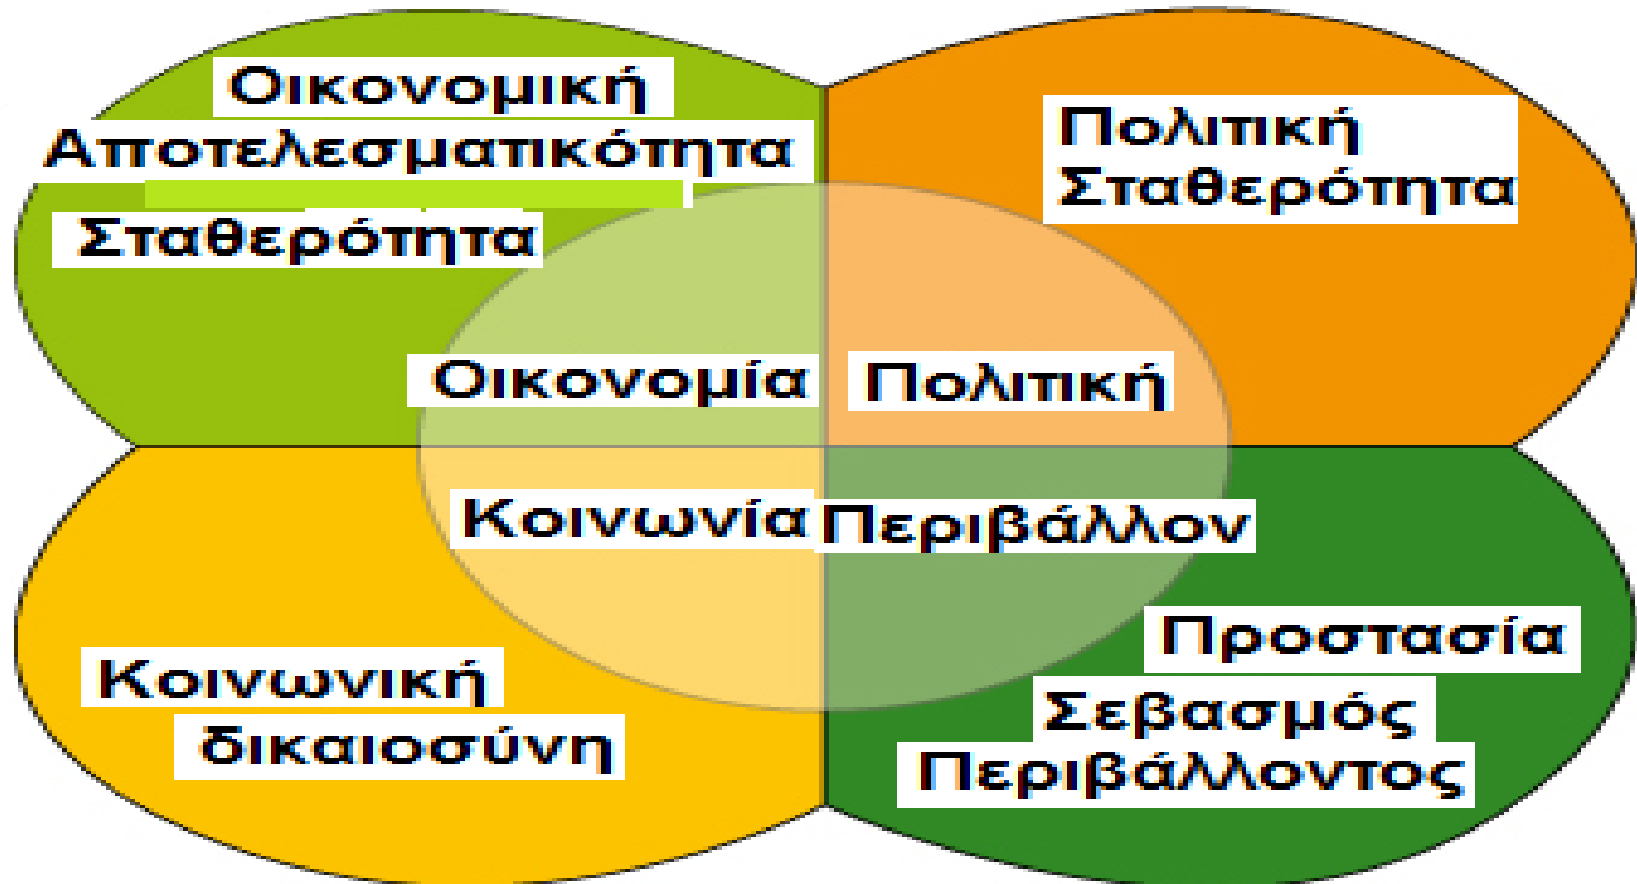 Οικονομική
Αποτελεσματικότητα
Σταθερότητα
Πολιτική
Σταθερότητα
Οικονομία
Πολιτική
Κοινωνία
Περιβάλλον
Κοινωνική
δικαιοσύνη
Προστασία
Σεβασμός
Περιβάλλοντος